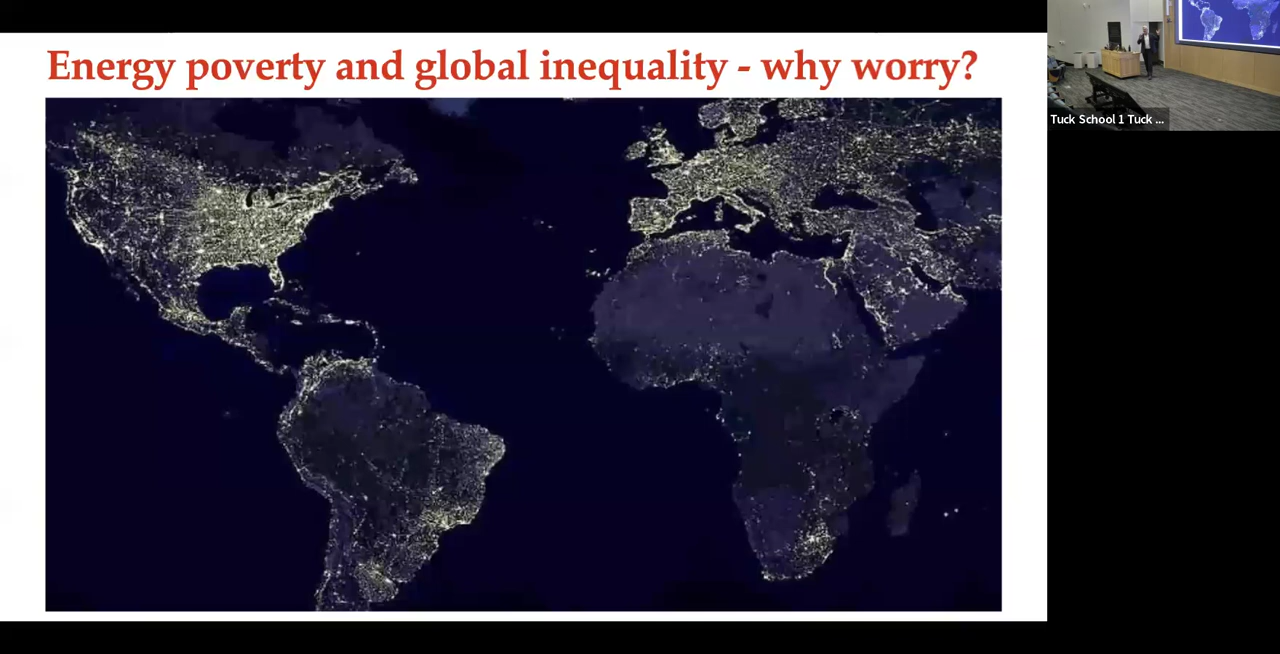 Energy poverty and global inequality - why worry?
Tuck School 1 Tuck ...